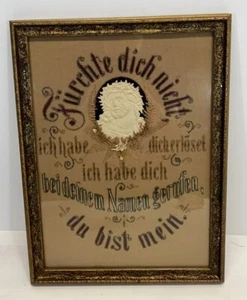 Fürchte dich nicht,
ich habe dich erlöset
ich habe dich
bei deinem Namen gerufen,
du bist mein.